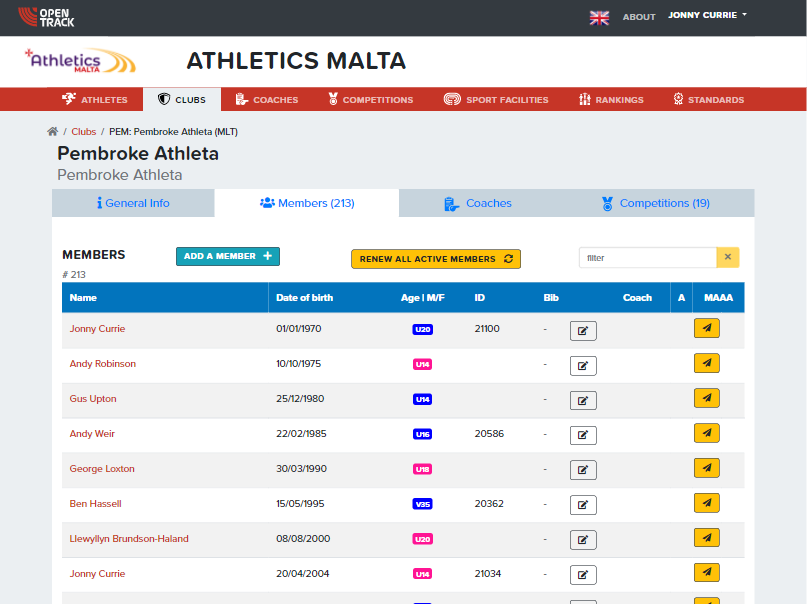 OPEN
TRACK
ABOUT
JONNY CURRIE
Athletics
MALTA
ATHLETICS MALTA
ATHLETES
CLUBS
COACHES
COMPETITIONS
SPORT FACILITIES
RANKINGS
STANDARDS
/ Clubs / PEM: Pembroke Athleta (MLT)
Pembroke Athleta
Pembroke Athleta
General Info
Members (213)
Coaches
Competitions (19)
MEMBERS
ADD A MEMBER +
RENEW ALL ACTIVE MEMBERS
filter
×
# 213
Name Date of birth Age | M/F ID Bib Coach A MAAA
Jonny Currie 01/01/1970 U20 21100 -
Andy Robinson 10/10/1975 U14 -
Gus Upton 25/12/1980 U14 -
Andy Weir 22/02/1985 U16 20586 -
George Loxton 30/03/1990 U18 -
Ben Hassell 15/05/1995 V35 20362 -
Llewyllyn Brundson-Haland 08/08/2000 U20 -
Jonny Currie 20/04/2004 U14 21034 -